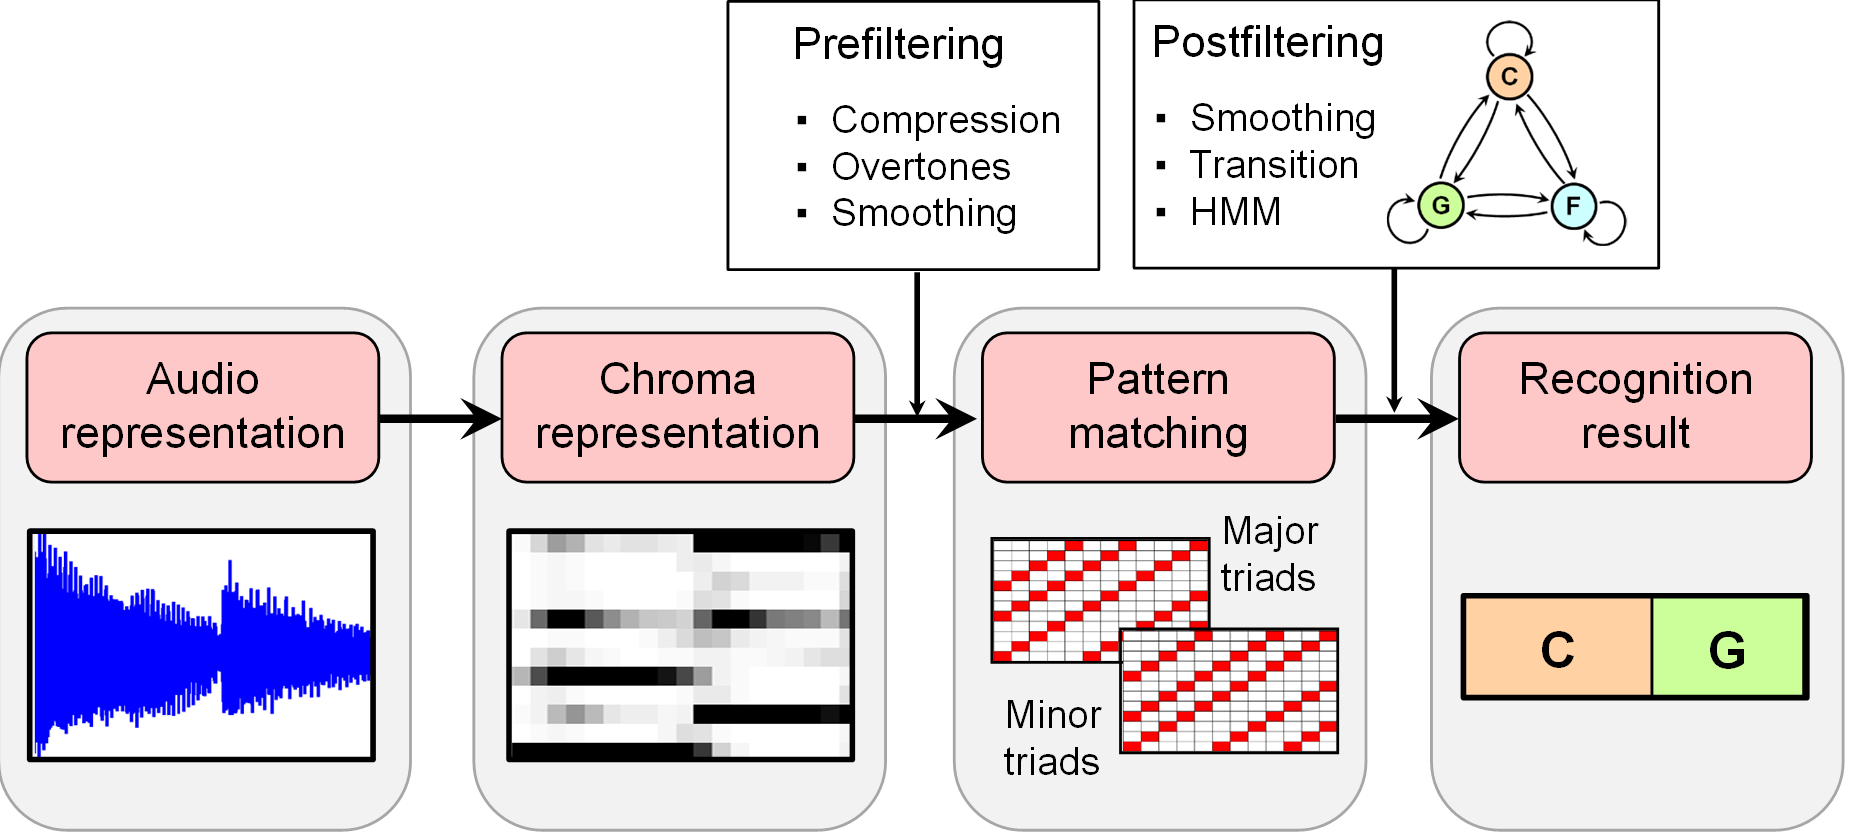 Prefiltering
▪ Compression
▪ Overtones
▪ Smoothing
Postfiltering
▪ Smoothing
▪ Transition
▪ HMM
C
G
F
Audio
representation
Chroma
representation
Pattern
matching
Recognition
result
Major
triads
Minor
triads
C
G